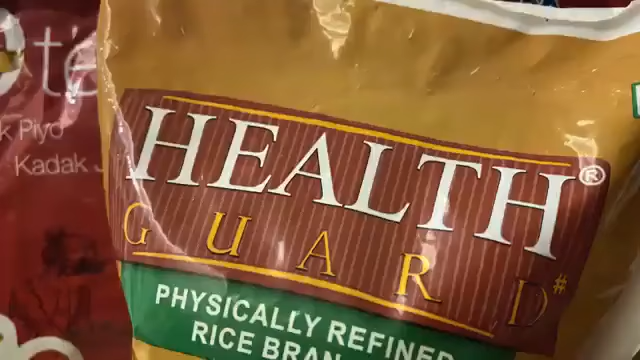 té
k Piyo
Kadak
HEALTH®
GUARD#
PHYSICALLY REFINED
RICE BRAN